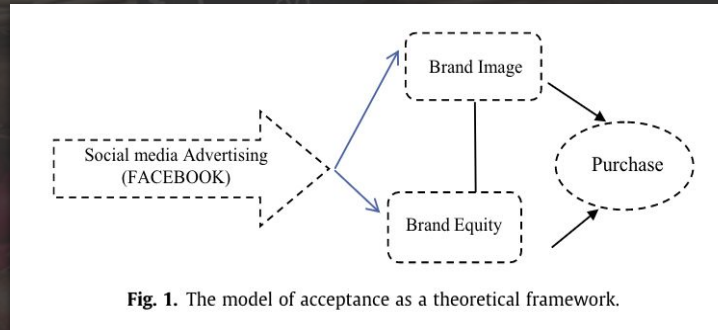 Brand Image
Social media Advertising
(FACEBOOK)
Purchase
Brand Equity
Fig. 1. The model of acceptance as a theoretical framework.